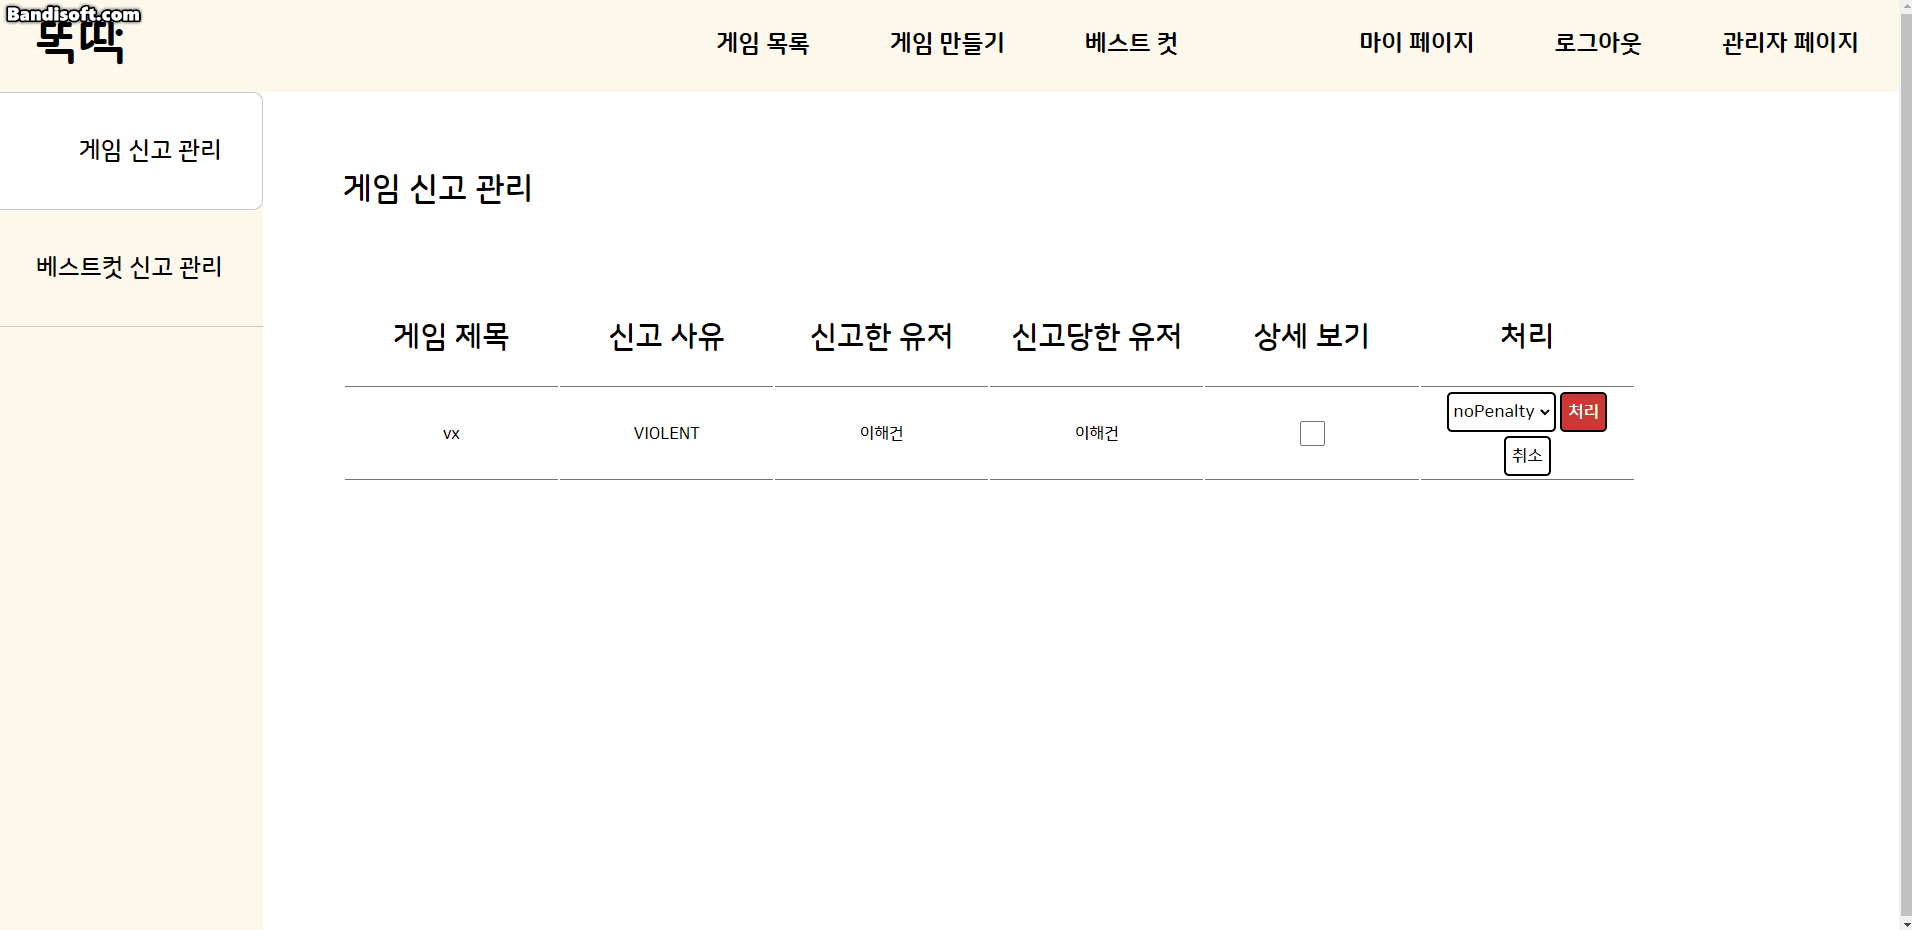 Bandisoft.com
똑딱
게임 목록 게임 만들기 베스트 컷 마이 페이지 로그아웃 관리자 페이지
게임 신고 관리
베스트컷 신고 관리
게임 신고 관리
게임 제목 신고 사유 신고한 유저 신고당한 유저 상세 보기 처리
vx VIOLENT 이해건 이해건 noPenalty 처리
취소